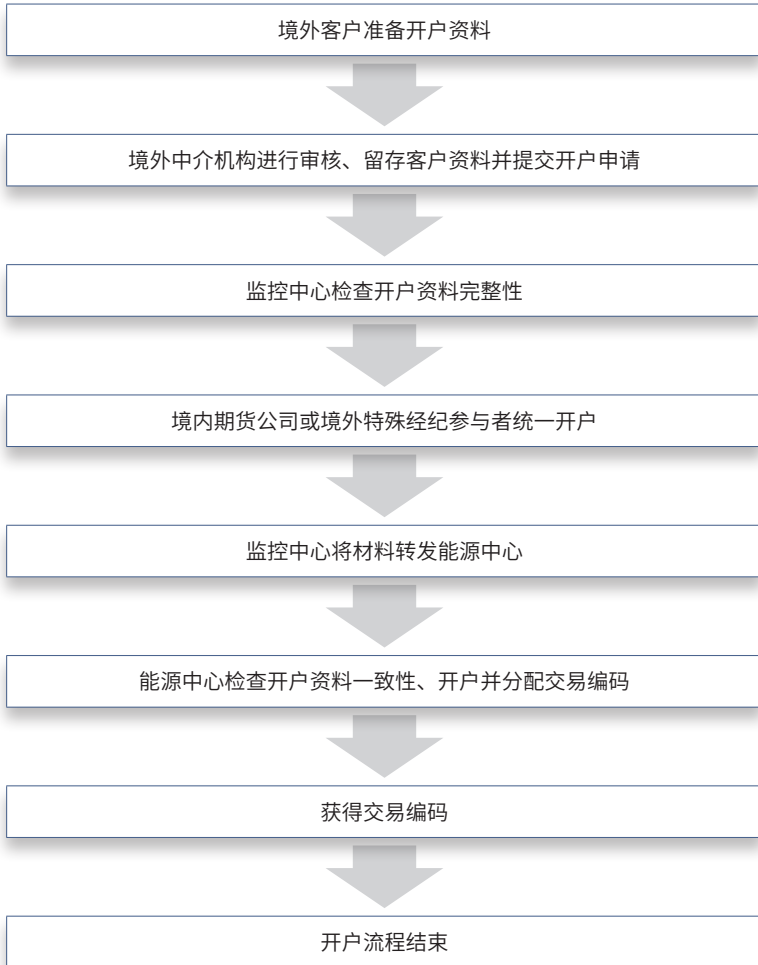 境外客户准备开户资料
境外中介机构进行审核、留存客户资料并提交开户申请
监控中心检查开户资料完整性
境内期货公司或境外特殊经纪参与者统一开户
监控中心将材料转发能源中心
能源中心检查开户资料一致性、开户并分配交易编码
获得交易编码
开户流程结束